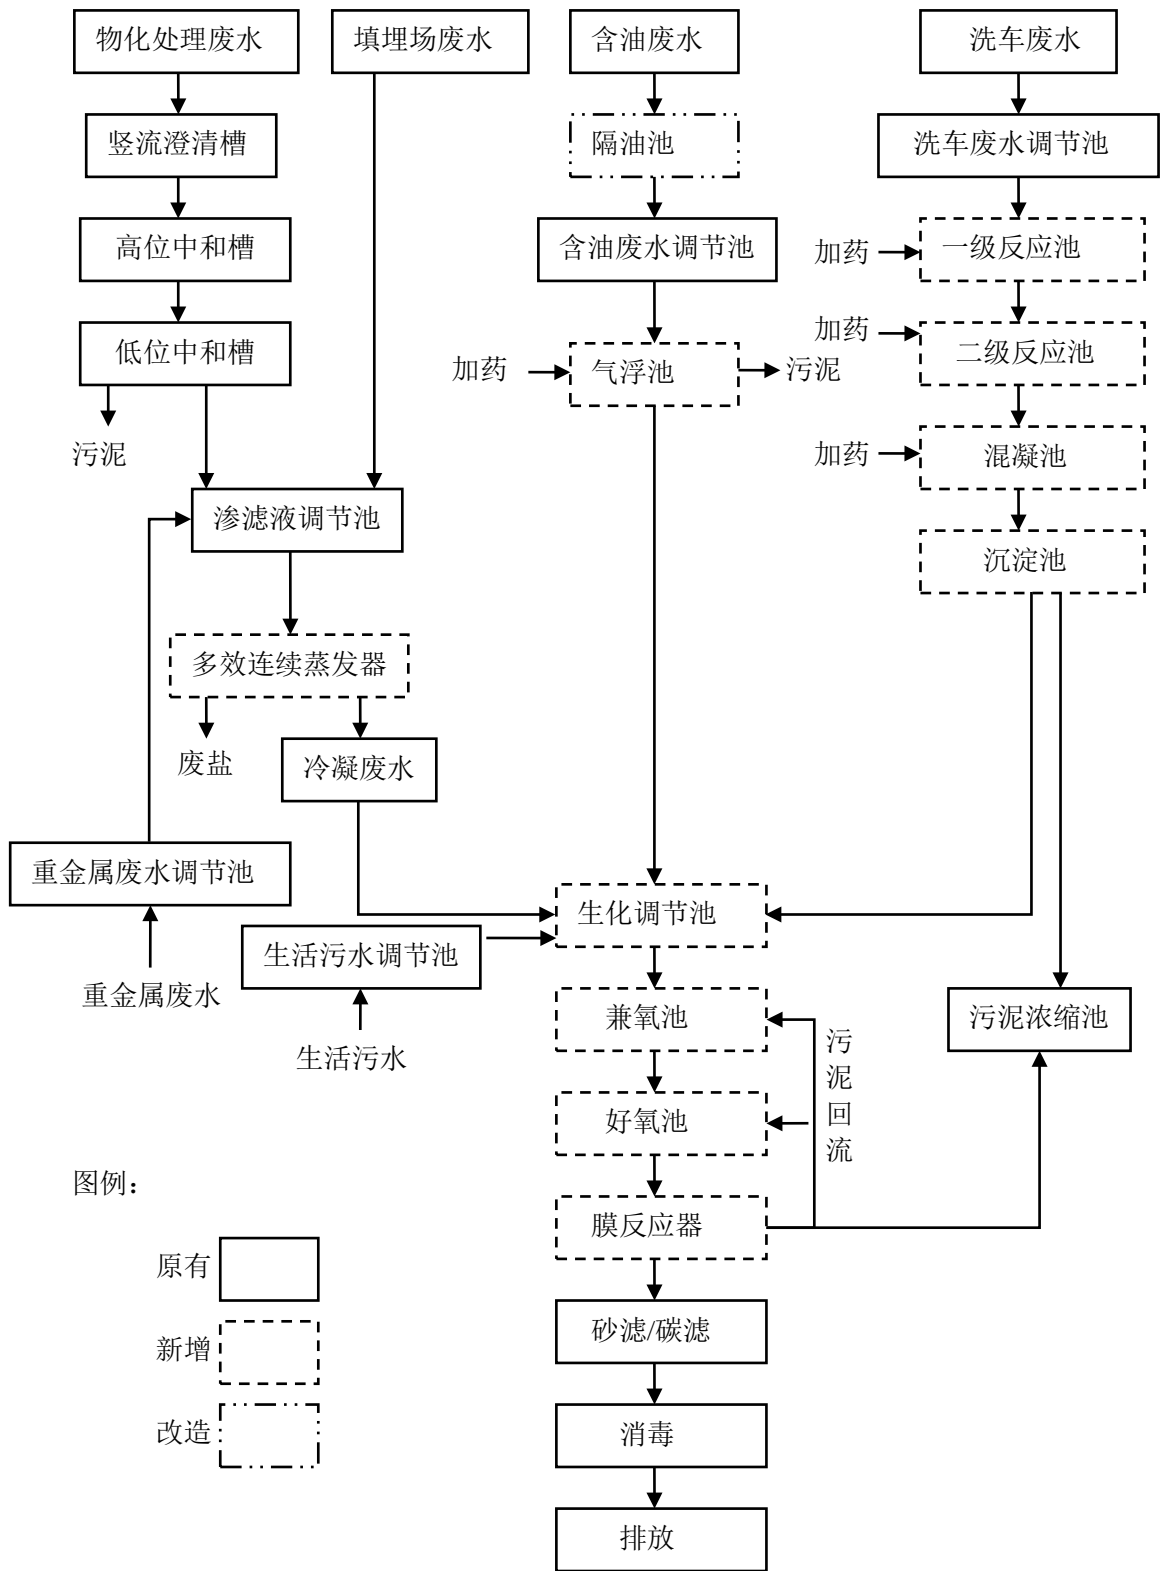 物化处理废水
填埋场废水
含油废水
洗车废水
竖流澄清槽
隔油池
洗车废水调节池
高位中和槽
含油废水调节池
加药
一级反应池
低位中和槽
加药
气浮池
污泥
加药
二级反应池
污泥
加药
混凝池
渗滤液调节池
沉淀池
多效连续蒸发器
废盐
冷凝废水
重金属废水调节池
生化调节池
生活污水调节池
重金属废水
兼氧池
污泥回流
污泥浓缩池
生活污水
好氧池
图例：
膜反应器
原有
砂滤/碳滤
新增
改造
消毒
排放